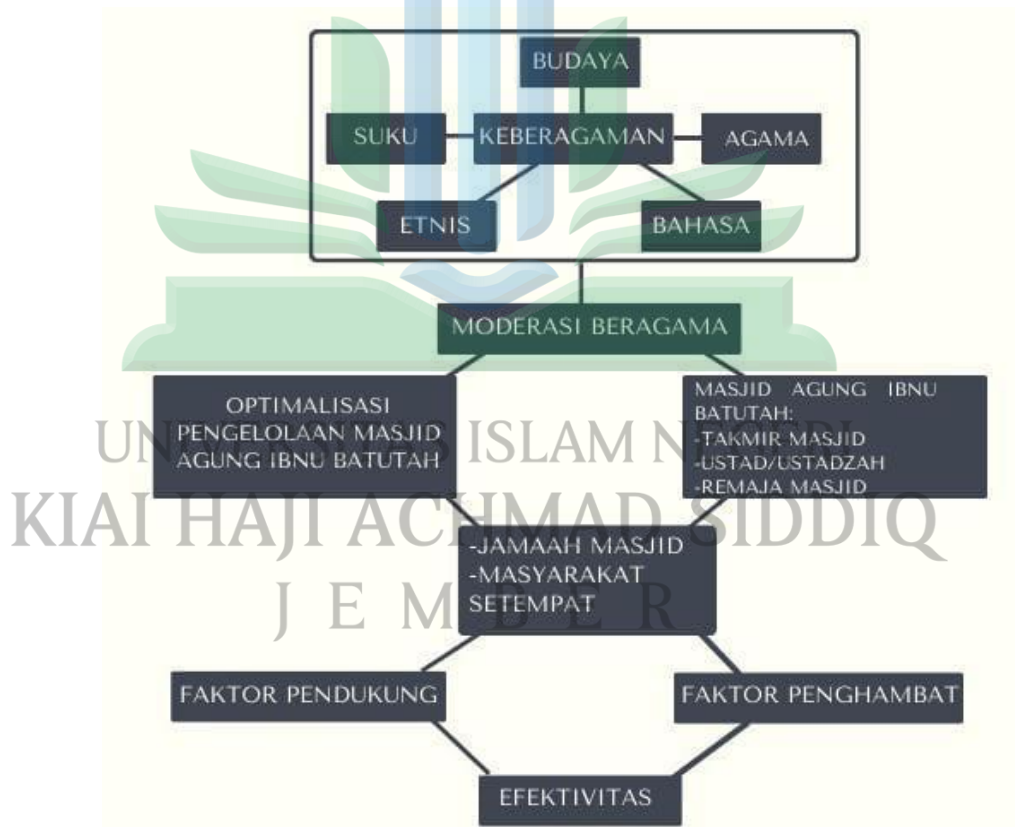 BUDAYA
SUKU
KEBERAGAMAN
AGAMA
ETNIS
BAHASA
MODERASI BERAGAMA
OPTIMALISASI
PENGELOLAAN MASJID
AGUNG IBNU BATUTAH
MASJID AGUNG IBNU
BATUTAH:
-TAKMIR MASJID
-USTAD/USTADZAH
-REMAJA MASJID
UNIVERSITAS ISLAM NEGERI
KIAI HAJI ACHMAD SIDDIQ
JEMBER
-JAMAAH MASJID
-MASYARAKAT
SETEMPAT
FAKTOR PENDUKUNG
FAKTOR PENGHAMBAT
EFEKTIVITAS